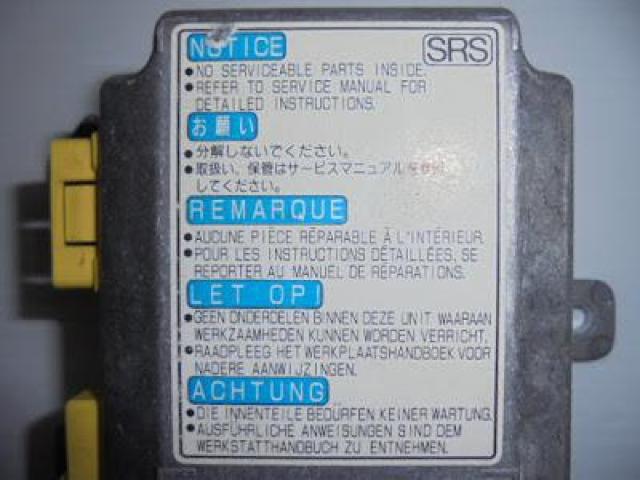 NOTICE
SRS
●NO SERVICEABLE PARTS INSIDE.
●REFER TO SERVICE MANUAL FOR
DETAILED INSTRUCTIONS.
お願い
●分解しないでください。
●取扱い、保管はサービスマニュアルを参照
してください。
REMARQUE
●AUCUNE PIÈCE RÉPARABLE À L'INTÉRIEUR.
●POUR LES INSTRUCTIONS DÉTAILLÉES, SE
REPORTER AU MANUEL DE RÉPARATIONS.
LET OP!
●GEEN ONDERDELEN BINNEN DEZE UNIT WAARAAN
WERKZAAMHEDEN KUNNEN WORDEN VERRICHT.
●RAADPLEEG HET WERKPLAATSHANDBOEK VOOR
NADERE AANWIJZINGEN.
ACHTUNG
●DIE INNENTEILE BEDÜRFEN KEINER WARTUNG.
●AUSFÜHRLICHE ANWEISUNGEN SIND DEM
WERKSTATTHANDBUCH ZU ENTNEHMEN.